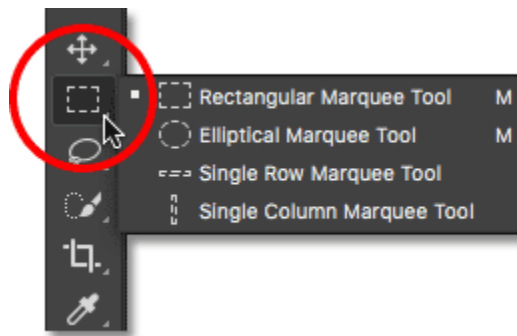 Rectangular Marquee Tool M
Elliptical Marquee Tool M
Single Row Marquee Tool
Single Column Marquee Tool